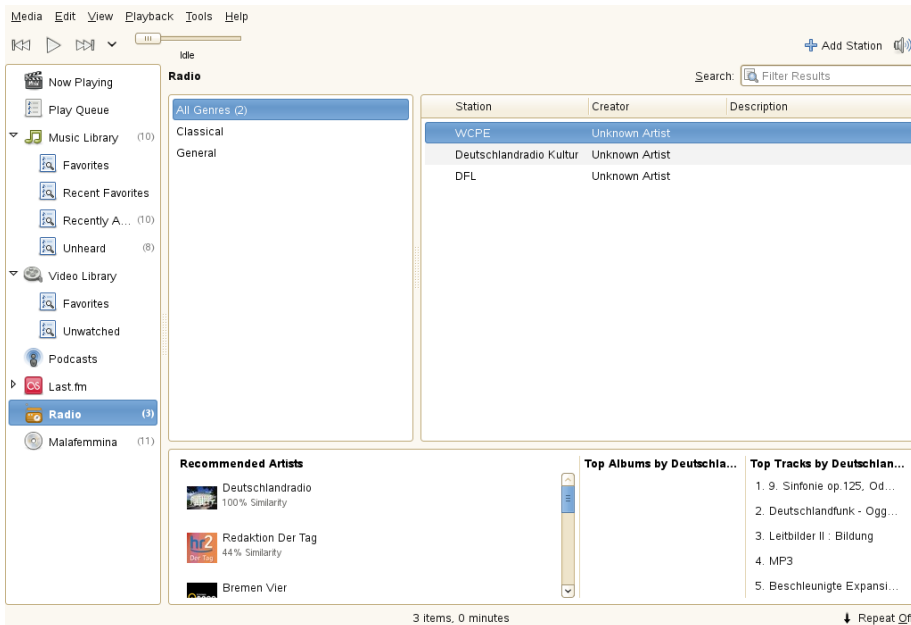 Media Edit View Playback Tools Help
Idle
Add Station
Now Playing
Play Queue
Music Library (10)
Favorites
Recent Favorites
Recently A... (10)
Unheard (8)
Video Library
Favorites
Unwatched
Podcasts
Last.fm
Radio (3)
Malafemmina (11)
Radio
Search: Filter Results
All Genres (2)
Classical
General
Station Creator Description
WCPE Unknown Artist
Deutschlandradio Kultur Unknown Artist
DFL Unknown Artist
Recommended Artists
Deutschlandradio
100% Similarity
hr2
Der Tag
Redaktion Der Tag
44% Similarity
Bremen Vier
Top Albums by Deutschla...
Top Tracks by Deutschlan...
1. 9. Sinfonie op.125, Od...
2. Deutschlandfunk - Ogg...
3. Leitbilder II : Bildung
4. MP3
5. Beschleunigte Expansi...
3 items, 0 minutes
Repeat Of